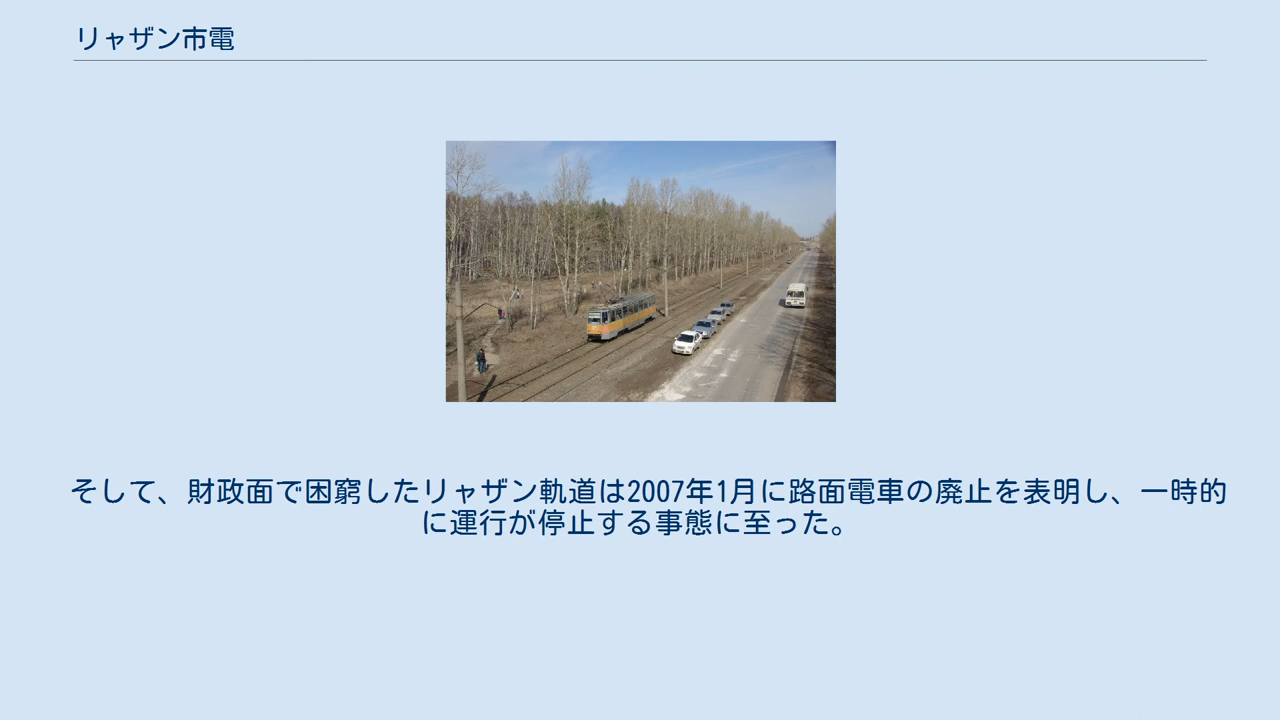 リャザン市電
そして、財政面で困窮したリャザン軌道は2007年1月に路面電車の廃止を表明し、一時的
に運行が停止する事態に至った。